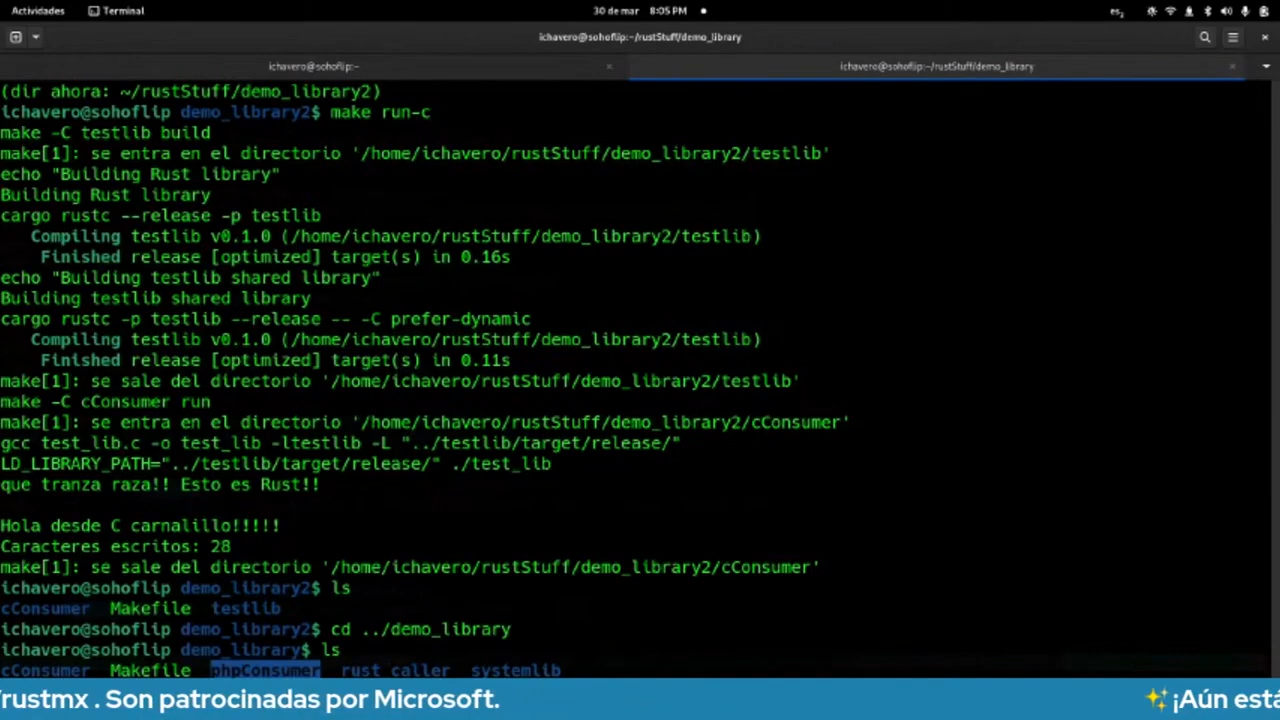 Actividades
Terminal
30 de mar 8:05 PM
es₂
ichavero@sohoflip:~/rustStuff/demo_library
ichavero@sohoflip:~
ichavero@sohoflip:~/rustStuff/demo_library
(dir ahora: ~/rustStuff/demo_library2)
ichavero@sohoflip demo_library2$ make run-c
make -C testlib build
make[1]: se entra en el directorio '/home/ichavero/rustStuff/demo_library2/testlib'
echo "Building Rust library"
Building Rust library
cargo rustc --release -p testlib
Compiling testlib v0.1.0 (/home/ichavero/rustStuff/demo_library2/testlib)
Finished release [optimized] target(s) in 0.16s
echo "Building testlib shared library"
Building testlib shared library
cargo rustc -p testlib --release -- -C prefer-dynamic
Compiling testlib v0.1.0 (/home/ichavero/rustStuff/demo_library2/testlib)
Finished release [optimized] target(s) in 0.11s
make[1]: se sale del directorio '/home/ichavero/rustStuff/demo_library2/testlib'
make -C cConsumer run
make[1]: se entra en el directorio '/home/ichavero/rustStuff/demo_library2/cConsumer'
gcc test_lib.c -o test_lib -ltestlib -L "../testlib/target/release/"
LD_LIBRARY_PATH="../testlib/target/release/" ./test_lib
que tranza raza!! Esto es Rust!!
Hola desde C carnalillo!!!!!
Caracteres escritos: 28
make[1]: se sale del directorio '/home/ichavero/rustStuff/demo_library2/cConsumer'
ichavero@sohoflip demo_library2$ ls
cConsumer Makefile testlib
ichavero@sohoflip demo_library2$ cd ../demo_library
ichavero@sohoflip demo_library$ ls
cConsumer Makefile phpConsumer rust_caller systemlib
/rustmx . Son patrocinadas por Microsoft. ✨ ¡Aún está